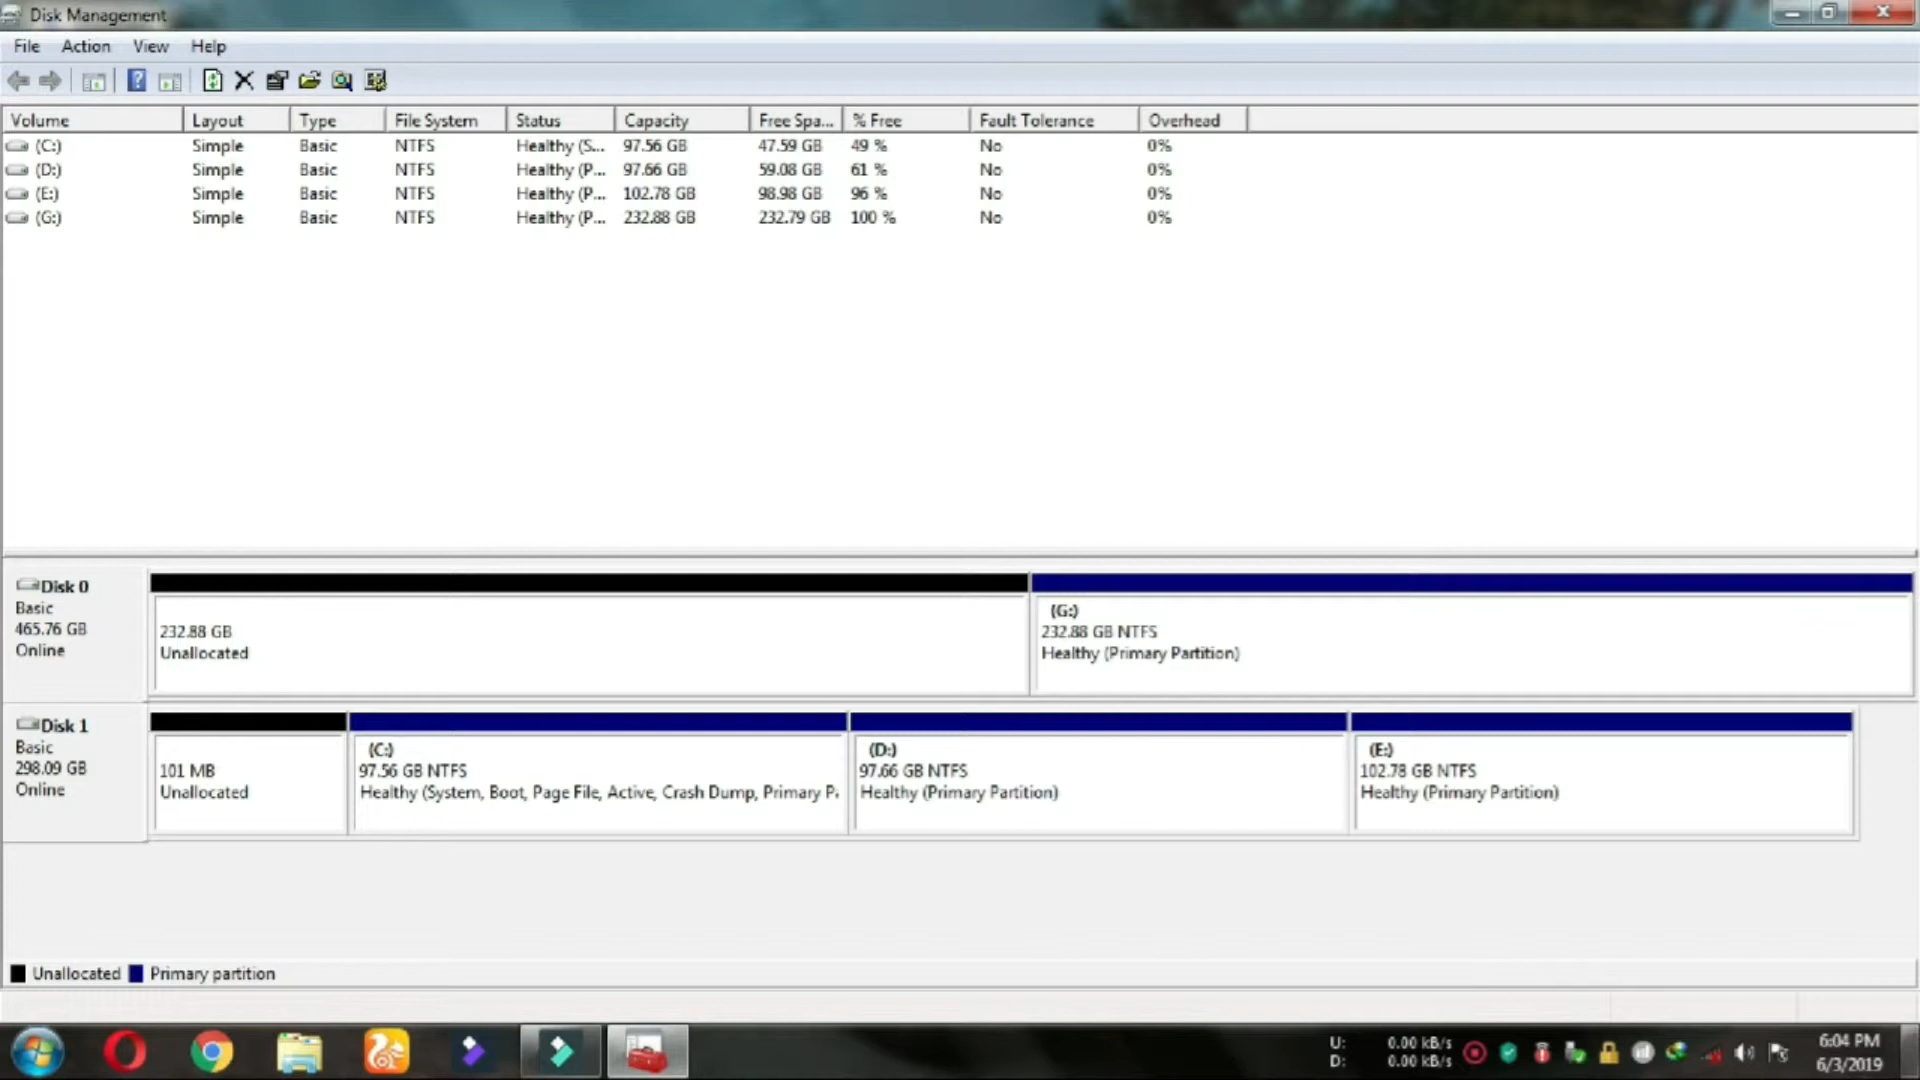 Disk Management
File Action View Help
Volume Layout Type File System Status Capacity Free Spa... % Free Fault Tolerance Overhead
(C:) Simple Basic NTFS Healthy (S... 97.56 GB 47.59 GB 49 % No 0%
(D:) Simple Basic NTFS Healthy (P... 97.66 GB 59.08 GB 61 % No 0%
(E:) Simple Basic NTFS Healthy (P... 102.78 GB 98.98 GB 96 % No 0%
(G:) Simple Basic NTFS Healthy (P... 232.88 GB 232.79 GB 100 % No 0%
Disk 0
Basic
465.76 GB
Online
232.88 GB
Unallocated
(G:)
232.88 GB NTFS
Healthy (Primary Partition)
Disk 1
Basic
298.09 GB
Online
101 MB
Unallocated
(C:)
97.56 GB NTFS
Healthy (System, Boot, Page File, Active, Crash Dump, Primary P
(D:)
97.66 GB NTFS
Healthy (Primary Partition)
(E:)
102.78 GB NTFS
Healthy (Primary Partition)
Unallocated Primary partition
U: 0.00 kB/s
D: 0.00 kB/s
6:04 PM
6/3/2019